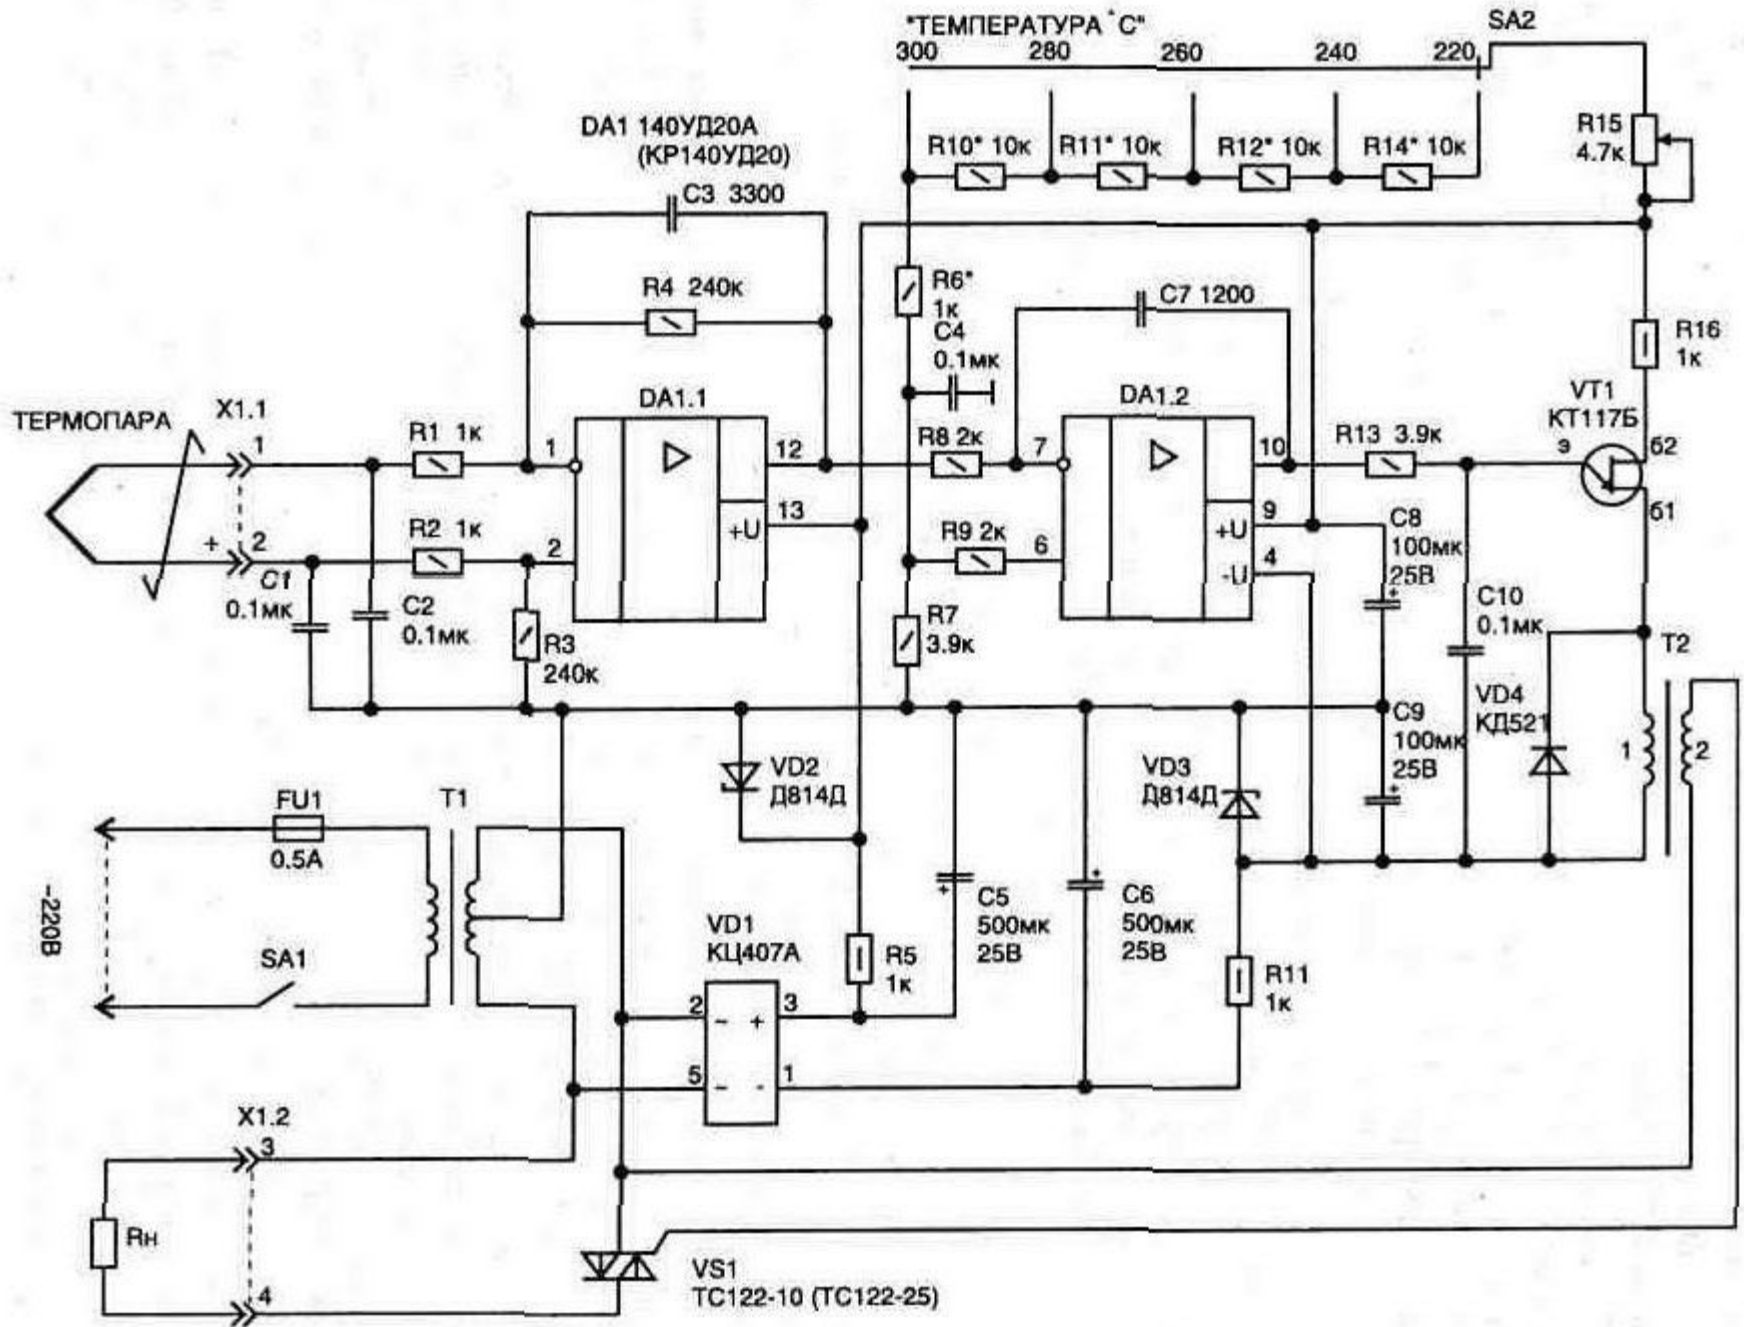 "ТЕМПЕРАТУРА °С"
SA2
300 280 260 240 220
DA1 140УД20А
(КР140УД20)
R10* 10к R11* 10к R12* 10к R14* 10к
R15
4.7к
C3 3300
R4 240к
R6*
1к
C7 1200
C4
0.1мк
R16
1к
ТЕРМОПАРА
X1.1
DA1.1
DA1.2
VT1
КТ117Б
1
R1 1к
1
12
R8 2к
7
10
R13 3.9к
э
б2
б1
+
2
R2 1к
2
+U
13
R9 2к
6
+U
9
-U
4
C8
100мк
25В
+
C1
0.1мк
C2
0.1мк
R3
240к
R7
3.9к
C10
0.1мк
T2
VD4
КД521
C9
100мк
25В
+
1
2
VD2
Д814Д
VD3
Д814Д
FU1
0.5А
T1
~220В
SA1
VD1
КЦ407А
R5
1к
+
C5
500мк
25В
+
C6
500мк
25В
R11
1к
2
~ +
3
5
~ -
1
X1.2
3
Rн
4
VS1
ТС122-10 (ТС122-25)